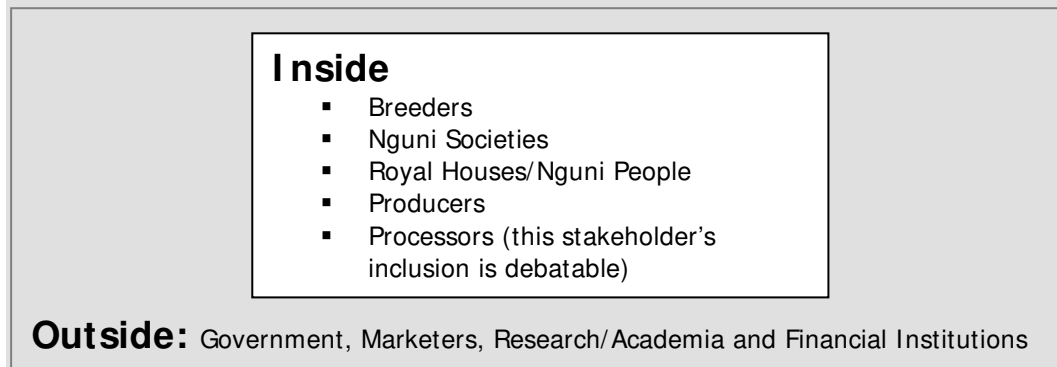 Inside
▪ Breeders
▪ Nguni Societies
▪ Royal Houses/Nguni People
▪ Producers
▪ Processors (this stakeholder's
inclusion is debatable)
Outside: Government, Marketers, Research/Academia and Financial Institutions